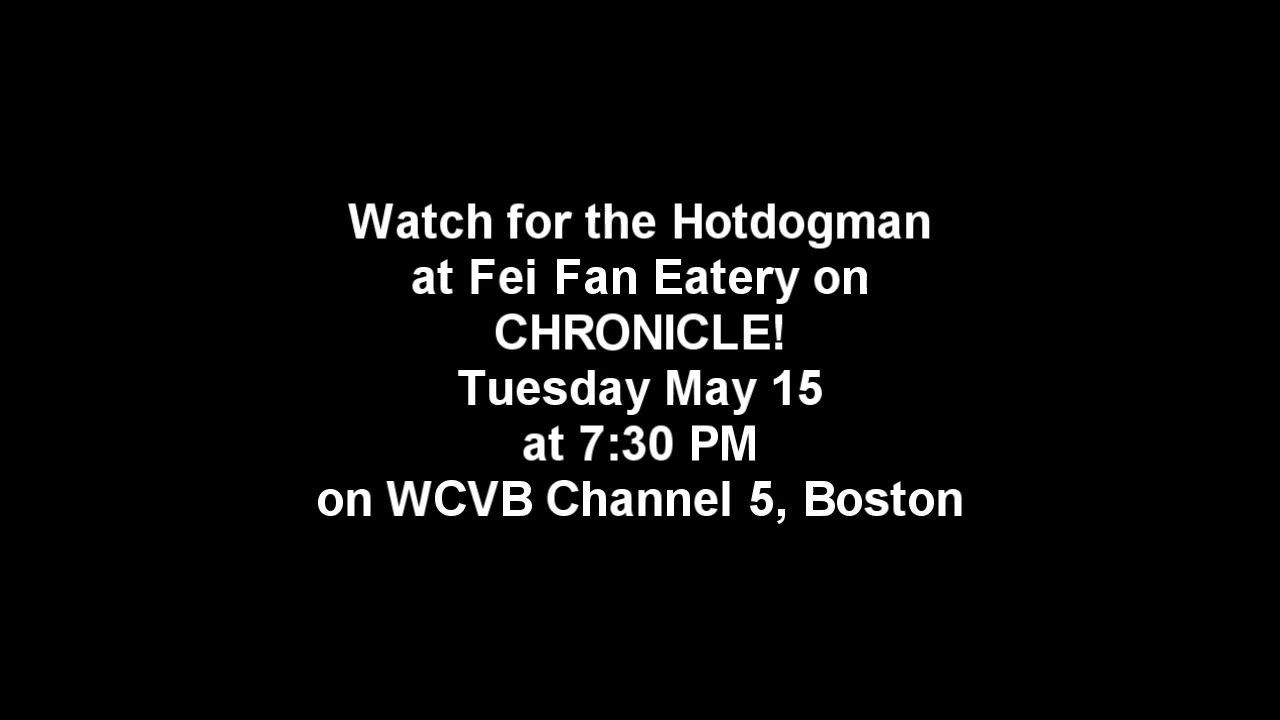 Watch for the Hotdogman
at Fei Fan Eatery on
CHRONICLE!
Tuesday May 15
at 7:30 PM
on WCVB Channel 5, Boston